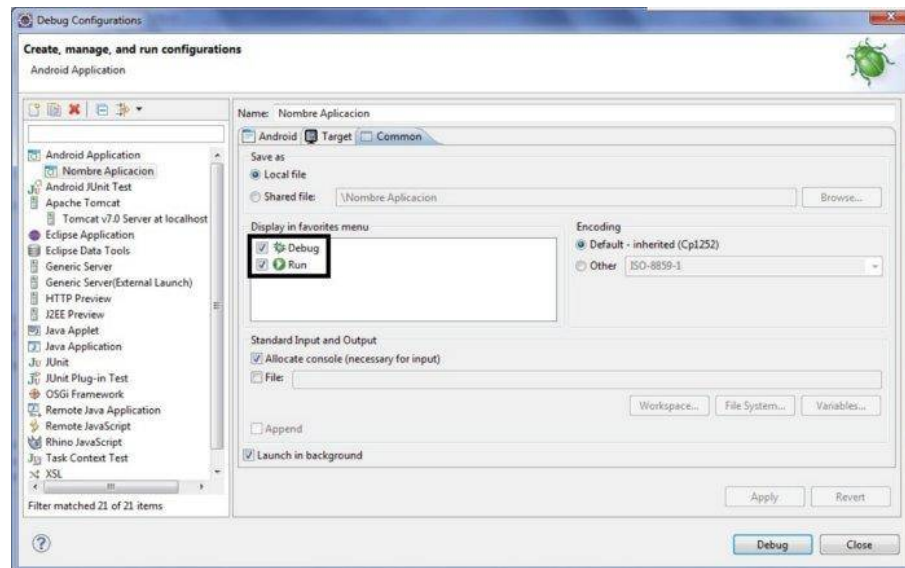 Debug Configurations
Create, manage, and run configurations
Android Application
Android Application
Nombre Aplicacion
Android JUnit Test
Apache Tomcat
Tomcat v7.0 Server at localhost
Eclipse Application
Eclipse Data Tools
Generic Server
Generic Server(External Launch)
HTTP Preview
J2EE Preview
Java Applet
Java Application
JUnit
JUnit Plug-in Test
OSGi Framework
Remote Java Application
Remote JavaScript
Rhino JavaScript
Task Context Test
XSL
Filter matched 21 of 21 items
Name: Nombre Aplicacion
Android Target Common
Save as
Local file
Shared file: \Nombre Aplicacion Browse...
Display in favorites menu
Debug
Run
Encoding
Default - inherited (Cp1252)
Other ISO-8859-1
Standard Input and Output
Allocate console (necessary for input)
File:
Workspace... File System... Variables...
Append
Launch in background
Apply Revert
Debug Close